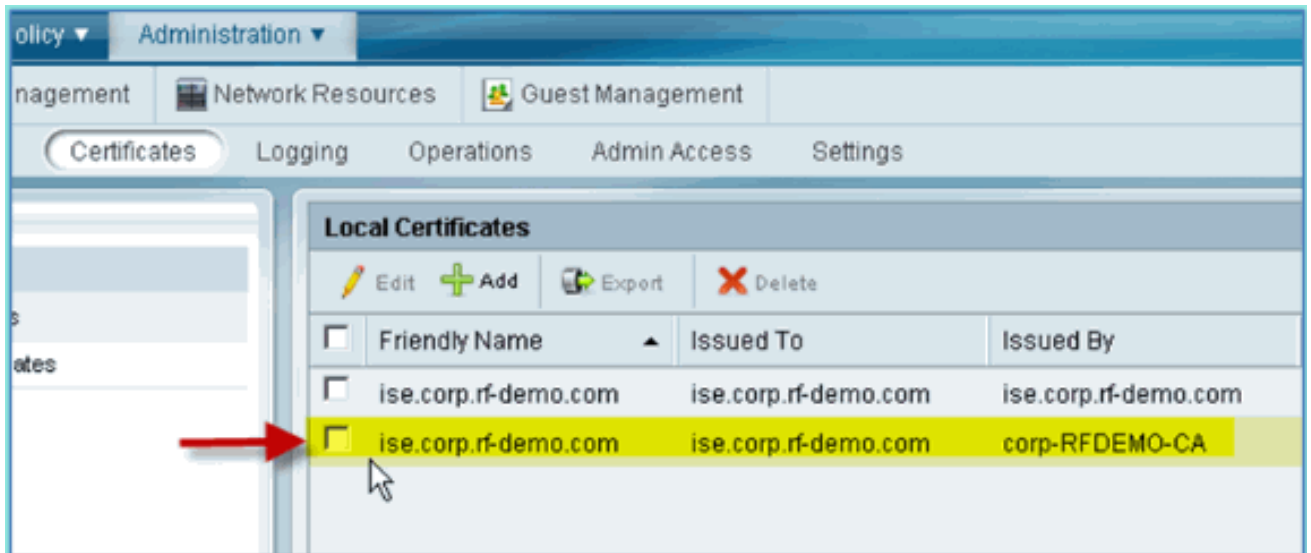 olicy ▼ Administration ▼
nagement Network Resources Guest Management
Certificates Logging Operations Admin Access Settings
Local Certificates
Edit Add Export Delete
s
Friendly Name ▲ Issued To Issued By
ates
ise.corp.rf-demo.com ise.corp.rf-demo.com ise.corp.rf-demo.com
ise.corp.rf-demo.com ise.corp.rf-demo.com corp-RFDEMO-CA